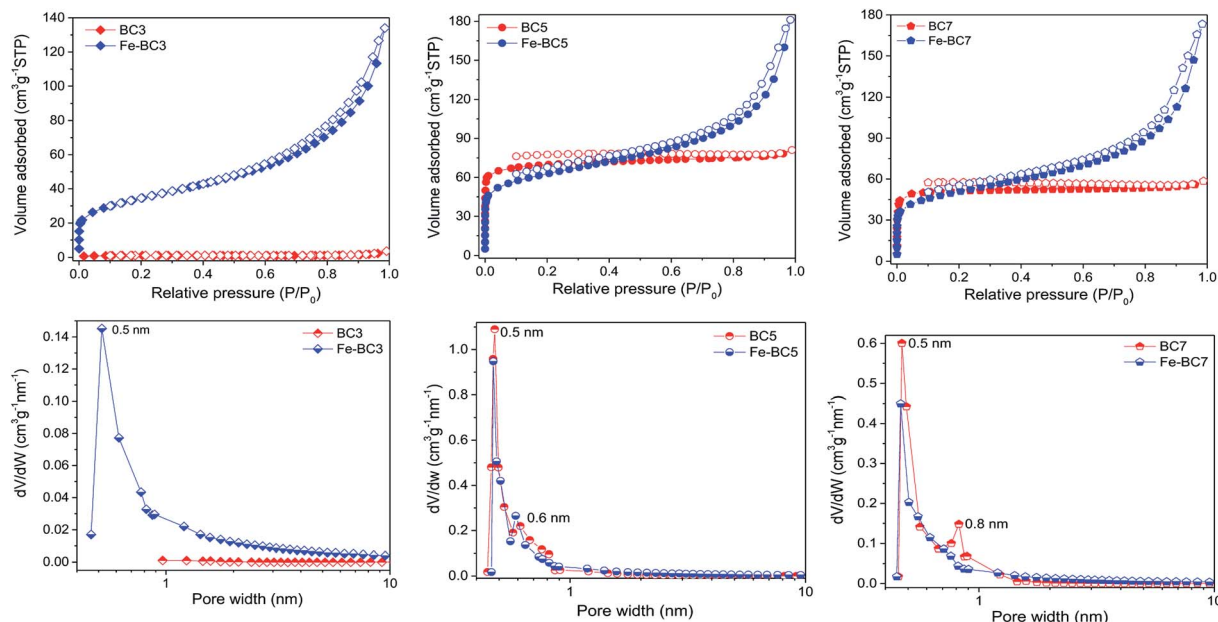 Volume adsorbed (cm³g⁻¹STP)
140
120
100
80
60
40
20
0
BC3
Fe-BC3
0.0 0.2 0.4 0.6 0.8 1.0
Relative pressure (P/P₀)
Volume adsorbed (cm³g⁻¹STP)
180
150
120
90
60
30
0
BC5
Fe-BC5
0.0 0.2 0.4 0.6 0.8 1.0
Relative pressure (P/P₀)
Volume adsorbed (cm³g⁻¹STP)
180
150
120
90
60
30
0
BC7
Fe-BC7
0.0 0.2 0.4 0.6 0.8 1.0
Relative pressure (P/P₀)
dV/dW (cm³g⁻¹nm⁻¹)
0.14
0.12
0.10
0.08
0.06
0.04
0.02
0.00
0.5 nm
BC3
Fe-BC3
1 10
Pore width (nm)
dV/dw (cm³g⁻¹nm⁻¹)
1.0
0.8
0.6
0.4
0.2
0.0
0.5 nm
0.6 nm
BC5
Fe-BC5
1 10
Pore width (nm)
dV/dW (cm³g⁻¹nm⁻¹)
0.6
0.5
0.4
0.3
0.2
0.1
0.0
0.5 nm
0.8 nm
BC7
Fe-BC7
1 10
Pore width (nm)